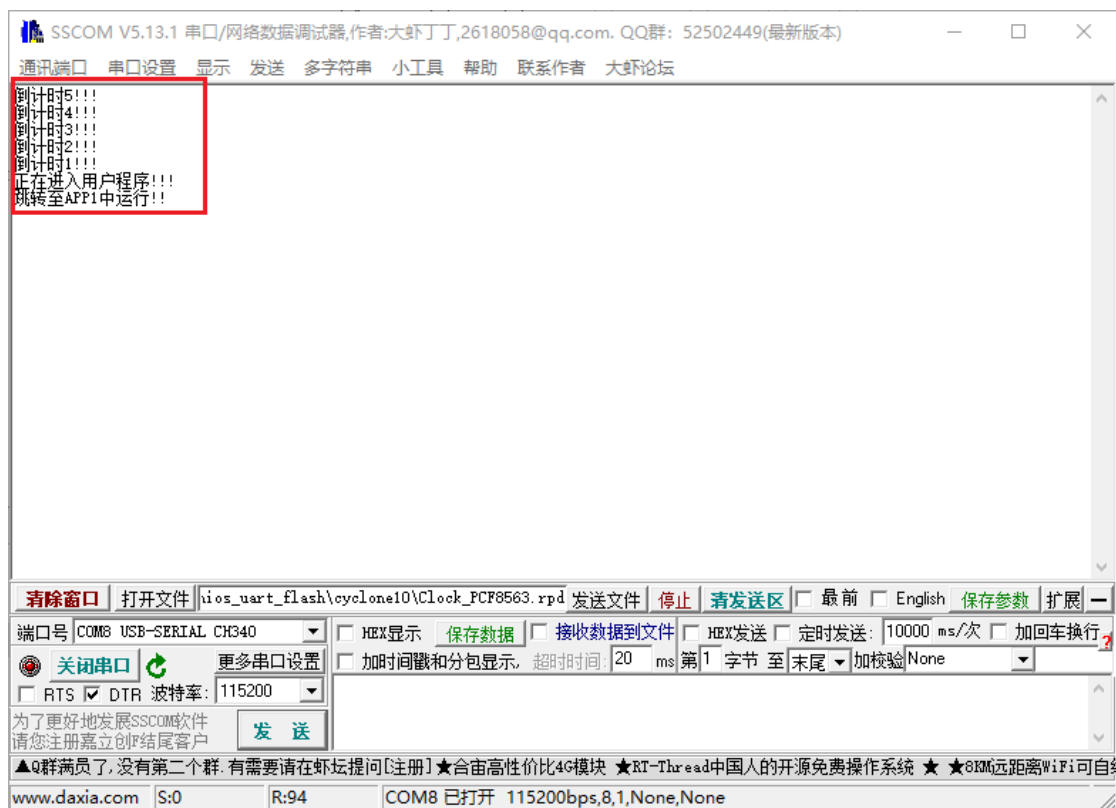 SSCOM V5.13.1 串口/网络数据调试器,作者:大虾丁丁,2618058@qq.com. QQ群: 52502449(最新版本)
通讯端口 串口设置 显示 发送 多字符串 小工具 帮助 联系作者 大虾论坛
倒计时5!!!
倒计时4!!!
倒计时3!!!
倒计时2!!!
倒计时1!!!
正在进入用户程序!!!
跳转至APP1中运行!!
清除窗口 打开文件 ios_uart_flash\cyclone10\Clock_PCF8563.rpd 发送文件 停止 清发送区 最前 English 保存参数 扩展 —
端口号 COM8 USB-SERIAL CH340 HEX显示 保存数据 接收数据到文件 HEX发送 定时发送: 10000 ms/次 加回车换行
关闭串口 更多串口设置 加时间戳和分包显示, 超时时间: 20 ms 第1 字节 至 末尾 加校验 None
RTS DTR 波特率: 115200
为了更好地发展SSCOM软件
请您注册嘉立创F结尾客户
发 送
▲Q群满员了,没有第二个群.有需要请在虾坛提问[注册] ★合宙高性价比4G模块 ★RT-Thread中国人的开源免费操作系统 ★ ★8KM远距离WiFi可自
www.daxia.com S:0 R:94 COM8 已打开 115200bps,8,1,None,None